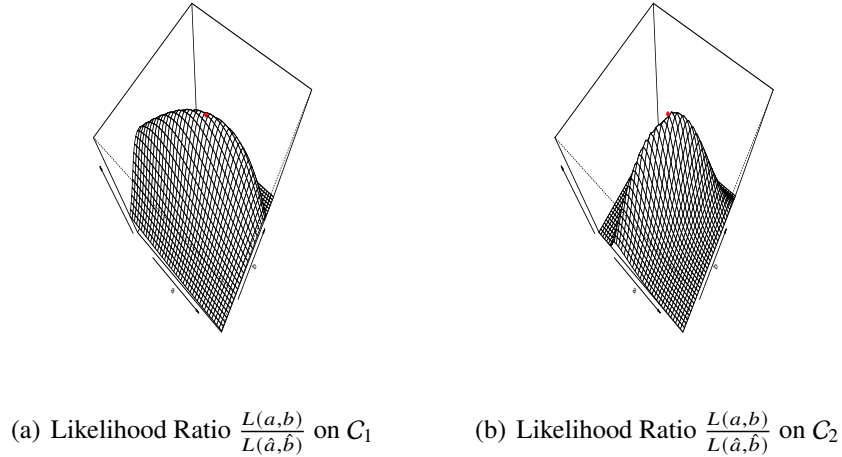 a
b
a
b
(a) Likelihood Ratio L(a,b)/L(â,b̂) on C₁
(b) Likelihood Ratio L(a,b)/L(â,b̂) on C₂